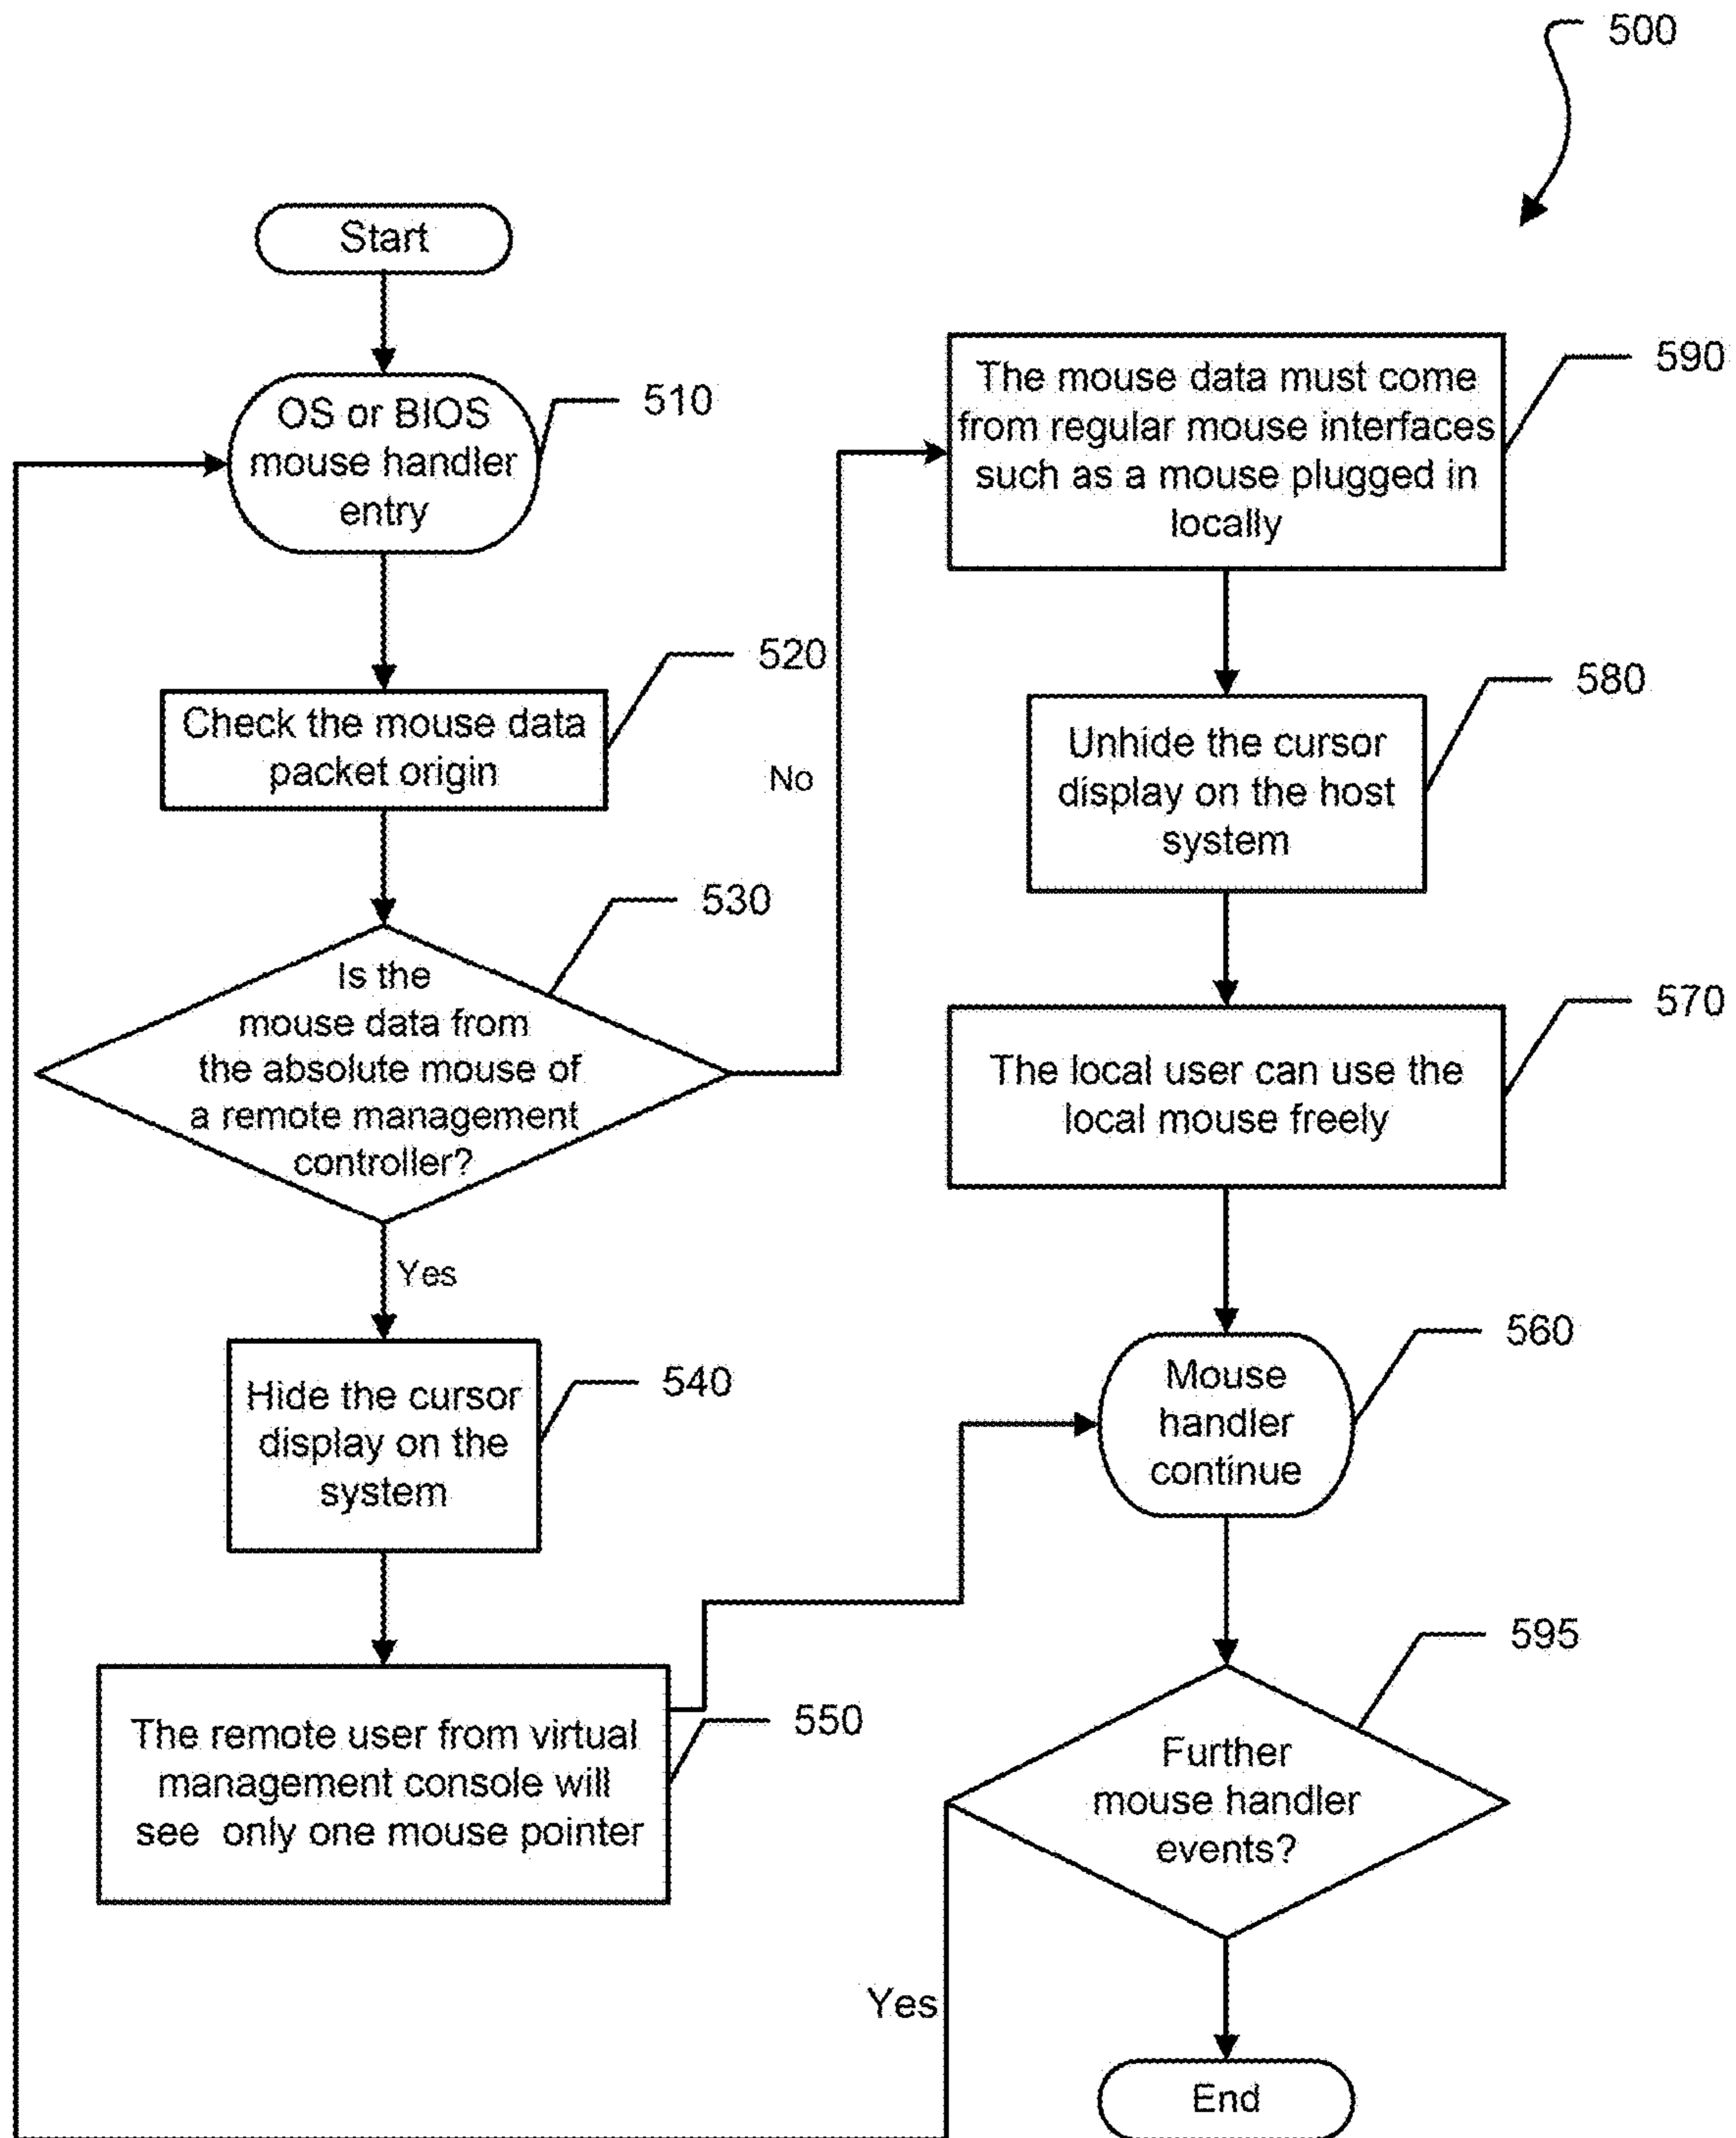 500
Start
OS or BIOS
mouse handler
entry
510
Check the mouse data
packet origin
520
Is the
mouse data from
the absolute mouse of
a remote management
controller?
530
No
Yes
Hide the cursor
display on the
system
540
The remote user from virtual
management console will
see only one mouse pointer
550
The mouse data must come
from regular mouse interfaces
such as a mouse plugged in
locally
590
Unhide the cursor
display on the host
system
580
The local user can use the
local mouse freely
570
Mouse
handler
continue
560
Further
mouse handler
events?
595
Yes
End